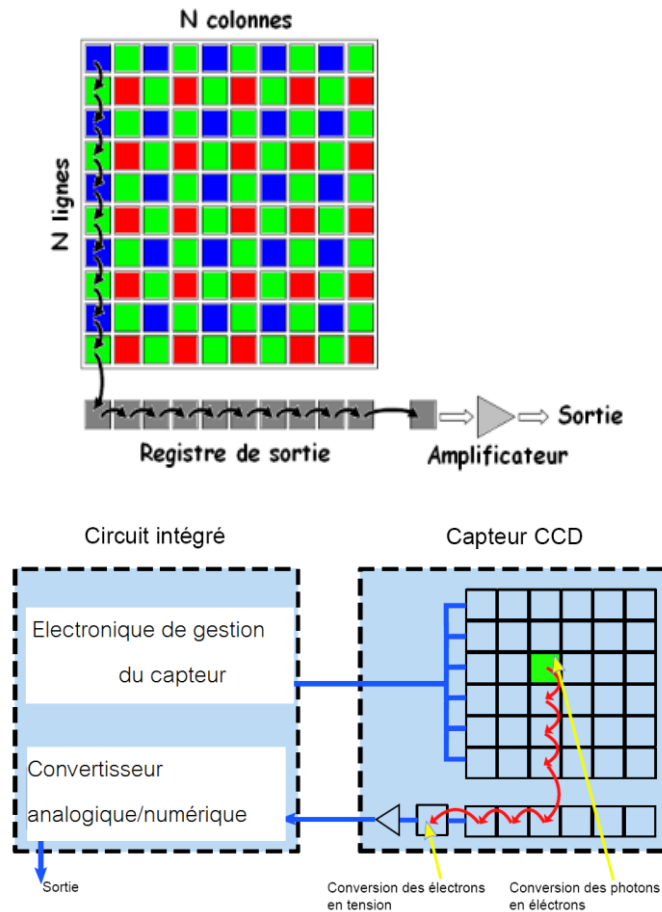 N colonnes
N lignes
Registre de sortie
Amplificateur
Sortie
Circuit intégré
Capteur CCD
Electronique de gestion
du capteur
Convertisseur
analogique/numérique
Sortie
Conversion des électrons
en tension
Conversion des photons
en éléctrons